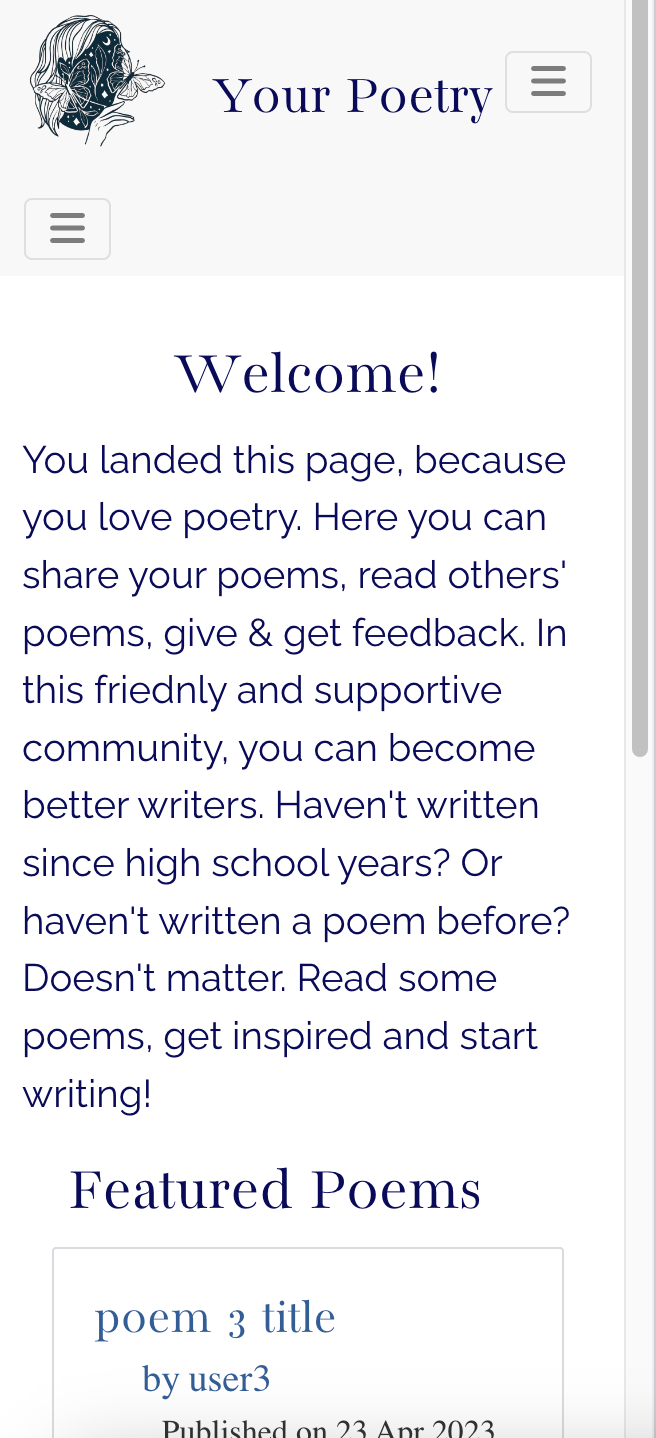 Your Poetry
Welcome!
You landed this page, because
you love poetry. Here you can
share your poems, read others'
poems, give & get feedback. In
this friednly and supportive
community, you can become
better writers. Haven't written
since high school years? Or
haven't written a poem before?
Doesn't matter. Read some
poems, get inspired and start
writing!
Featured Poems
poem 3 title
by user3
Published on 23 Apr 2023